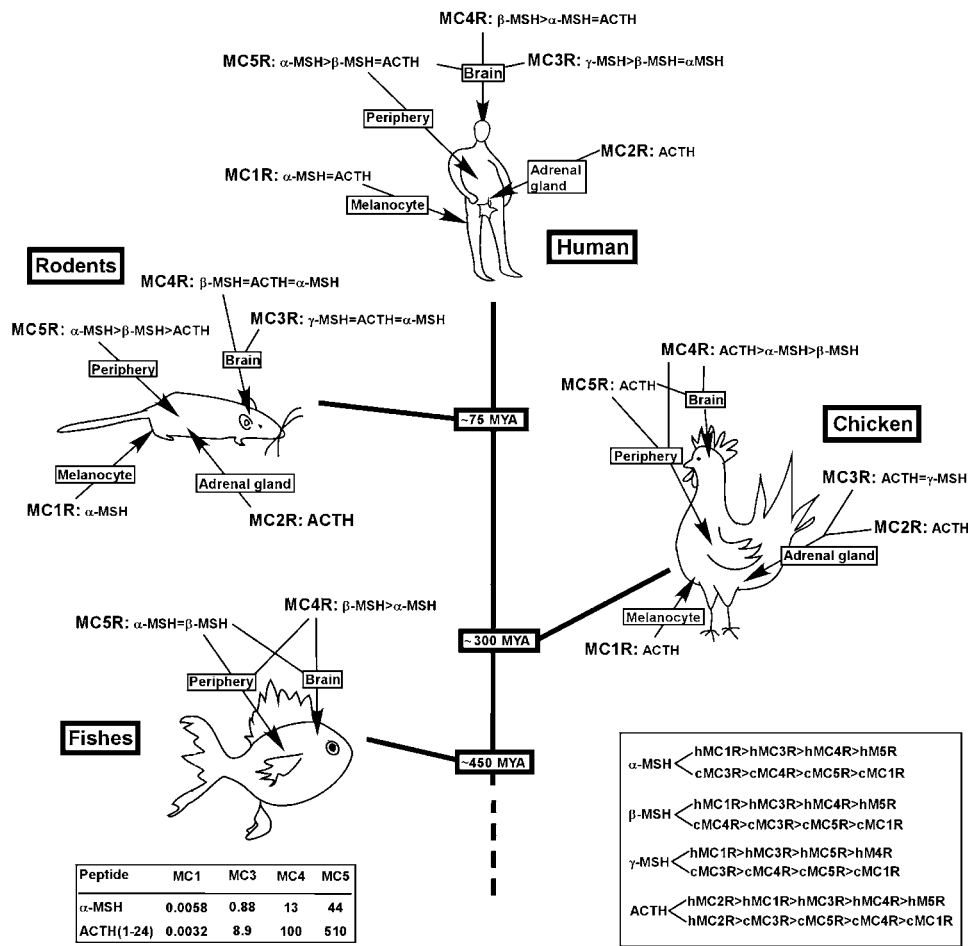 MC4R: β-MSH>α-MSH=ACTH
MC5R: α-MSH>β-MSH=ACTH
Brain
MC3R: γ-MSH>β-MSH=αMSH
Periphery
MC2R: ACTH
Adrenal
gland
MC1R: α-MSH=ACTH
Melanocyte
Human
Rodents
MC4R: β-MSH=ACTH=α-MSH
MC3R: γ-MSH=ACTH=α-MSH
MC5R: α-MSH>β-MSH>ACTH
Brain
Periphery
Melanocyte
Adrenal gland
MC1R: α-MSH
MC2R: ACTH
~75 MYA
MC4R: ACTH>α-MSH>β-MSH
MC5R: ACTH
Brain
Chicken
Periphery
MC3R: ACTH=γ-MSH
MC2R: ACTH
Adrenal gland
Melanocyte
MC1R: ACTH
~300 MYA
MC4R: β-MSH>α-MSH
MC5R: α-MSH=β-MSH
Periphery
Brain
Fishes
~450 MYA
Peptide MC1 MC3 MC4 MC5
α-MSH 0.0058 0.88 13 44
ACTH(1-24) 0.0032 8.9 100 510
α-MSH
hMC1R>hMC3R>hMC4R>hM5R
cMC3R>cMC4R>cMC5R>cMC1R
β-MSH
hMC1R>hMC3R>hMC4R>hM5R
cMC4R>cMC3R>cMC5R>cMC1R
γ-MSH
hMC1R>hMC3R>hMC5R>hM4R
cMC3R>cMC4R>cMC5R>cMC1R
ACTH
hMC2R>hMC1R>hMC3R>hMC4R>hM5R
hMC2R>cMC3R>cMC5R>cMC4R>cMC1R